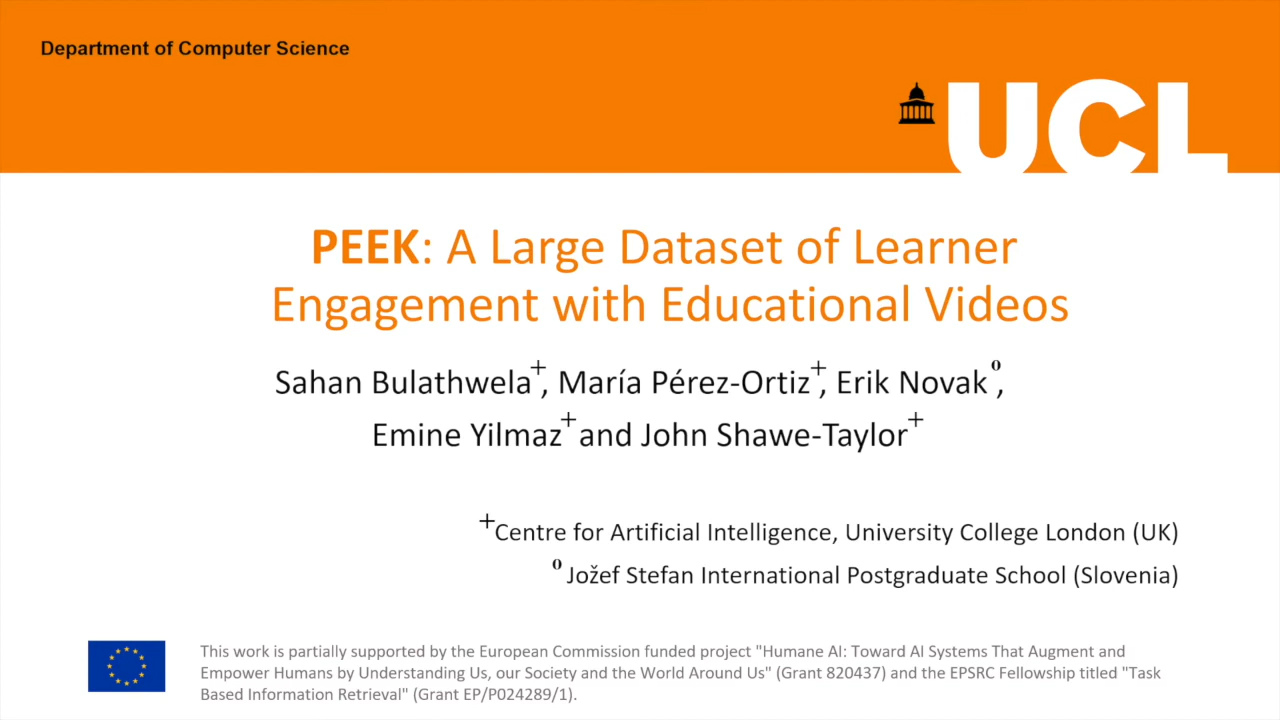 Department of Computer Science
UCL
PEEK: A Large Dataset of Learner
Engagement with Educational Videos
Sahan Bulathwela+, María Pérez-Ortiz+, Erik Novak⁰,
Emine Yilmaz+ and John Shawe-Taylor+
+Centre for Artificial Intelligence, University College London (UK)
⁰ Jožef Stefan International Postgraduate School (Slovenia)
This work is partially supported by the European Commission funded project "Humane AI: Toward AI Systems That Augment and
Empower Humans by Understanding Us, our Society and the World Around Us" (Grant 820437) and the EPSRC Fellowship titled "Task
Based Information Retrieval" (Grant EP/P024289/1).